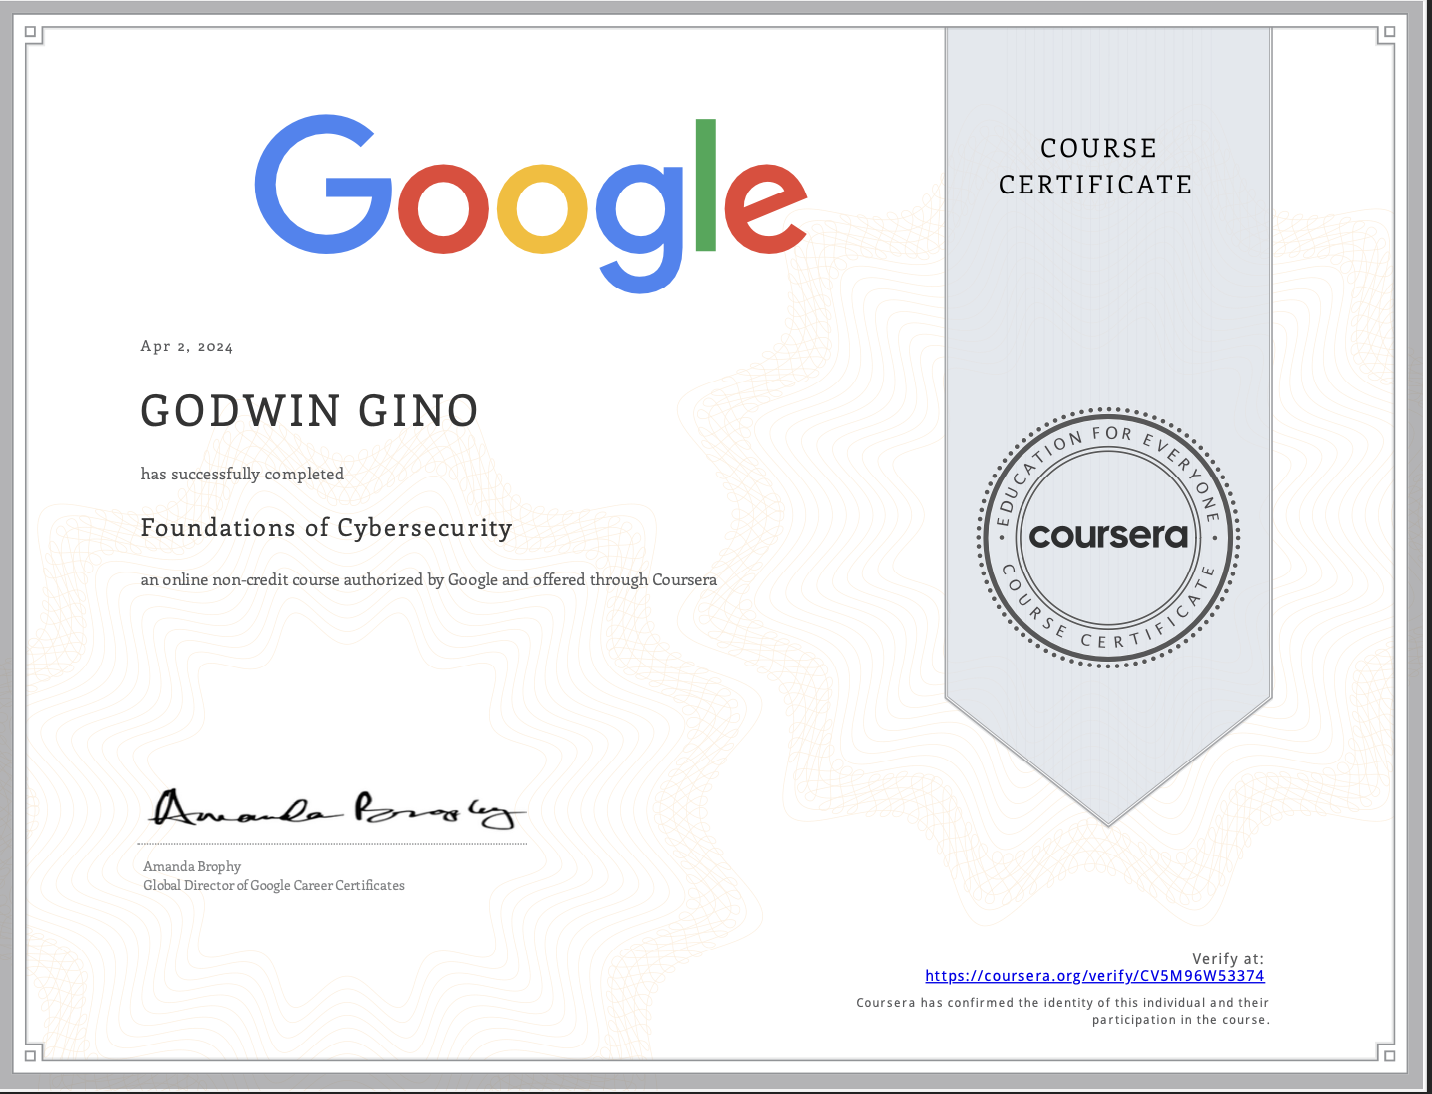 Google
COURSE
CERTIFICATE
Apr 2, 2024
GODWIN GINO
has successfully completed
Foundations of Cybersecurity
an online non-credit course authorized by Google and offered through Coursera
EDUCATION FOR EVERYONE
coursera
COURSE CERTIFICATE
Amanda Brophy
Amanda Brophy
Global Director of Google Career Certificates
Verify at:
https://coursera.org/verify/CV5M96W53374
Coursera has confirmed the identity of this individual and their
participation in the course.